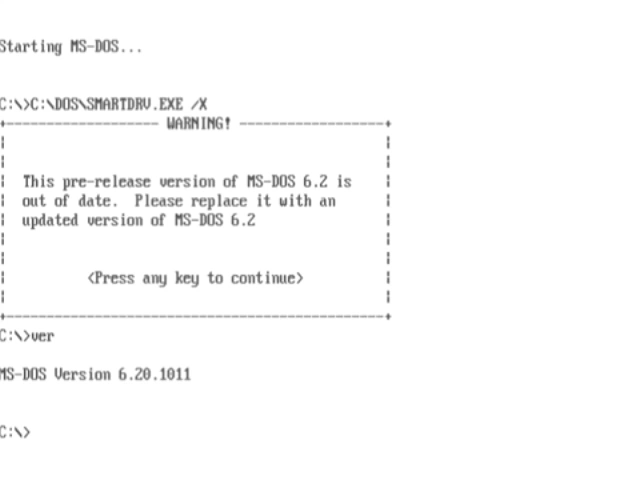 Starting MS-DOS...
C:\>C:\DOS\SMARTDRV.EXE /X
WARNING!
This pre-release version of MS-DOS 6.2 is
out of date.  Please replace it with an
updated version of MS-DOS 6.2
<Press any key to continue>
C:\>ver
MS-DOS Version 6.20.1011
C:\>